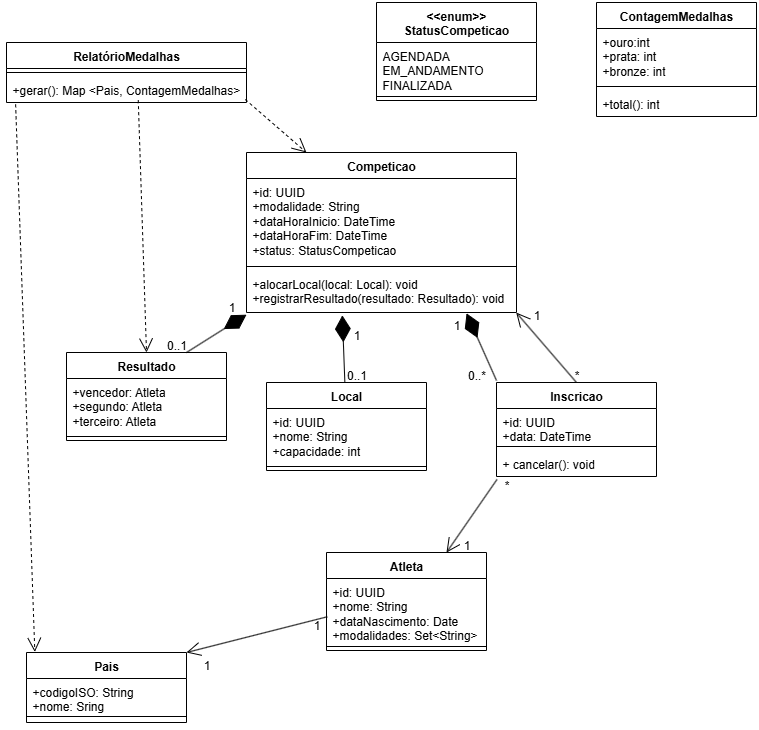 <<enum>>
StatusCompeticao
AGENDADA
EM_ANDAMENTO
FINALIZADA
ContagemMedalhas
+ouro:int
+prata: int
+bronze: int
+total(): int
RelatórioMedalhas
+gerar(): Map <Pais, ContagemMedalhas>
Competicao
+id: UUID
+modalidade: String
+dataHoraInicio: DateTime
+dataHoraFim: DateTime
+status: StatusCompeticao
+alocarLocal(local: Local): void
+registrarResultado(resultado: Resultado): void
1
0..1
1
0..1
1
0..*
1
*
Resultado
+vencedor: Atleta
+segundo: Atleta
+terceiro: Atleta
Local
+id: UUID
+nome: String
+capacidade: int
Inscricao
+id: UUID
+data: DateTime
+ cancelar(): void
*
1
Atleta
+id: UUID
+nome: String
+dataNascimento: Date
+modalidades: Set<String>
1
1
Pais
+codigoISO: String
+nome: Sring